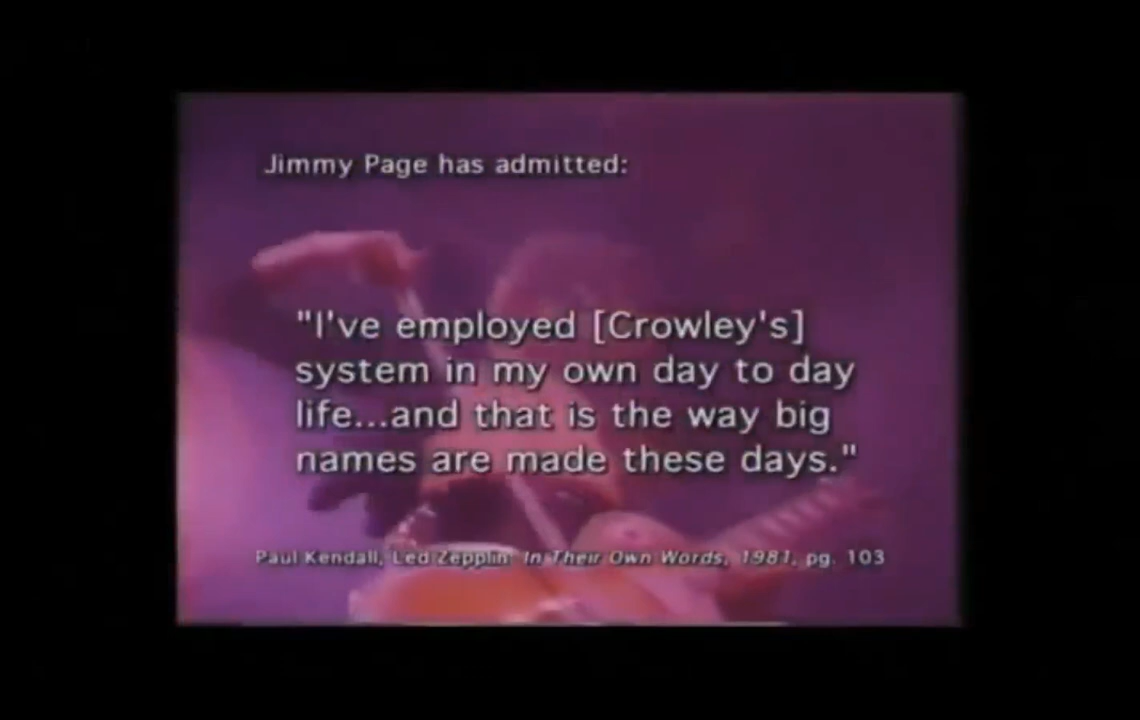 Jimmy Page has admitted:
"I've employed [Crowley's]
system in my own day to day
life...and that is the way big
names are made these days."
Paul Kendall, Led Zepplin: In Their Own Words, 1981, pg. 103